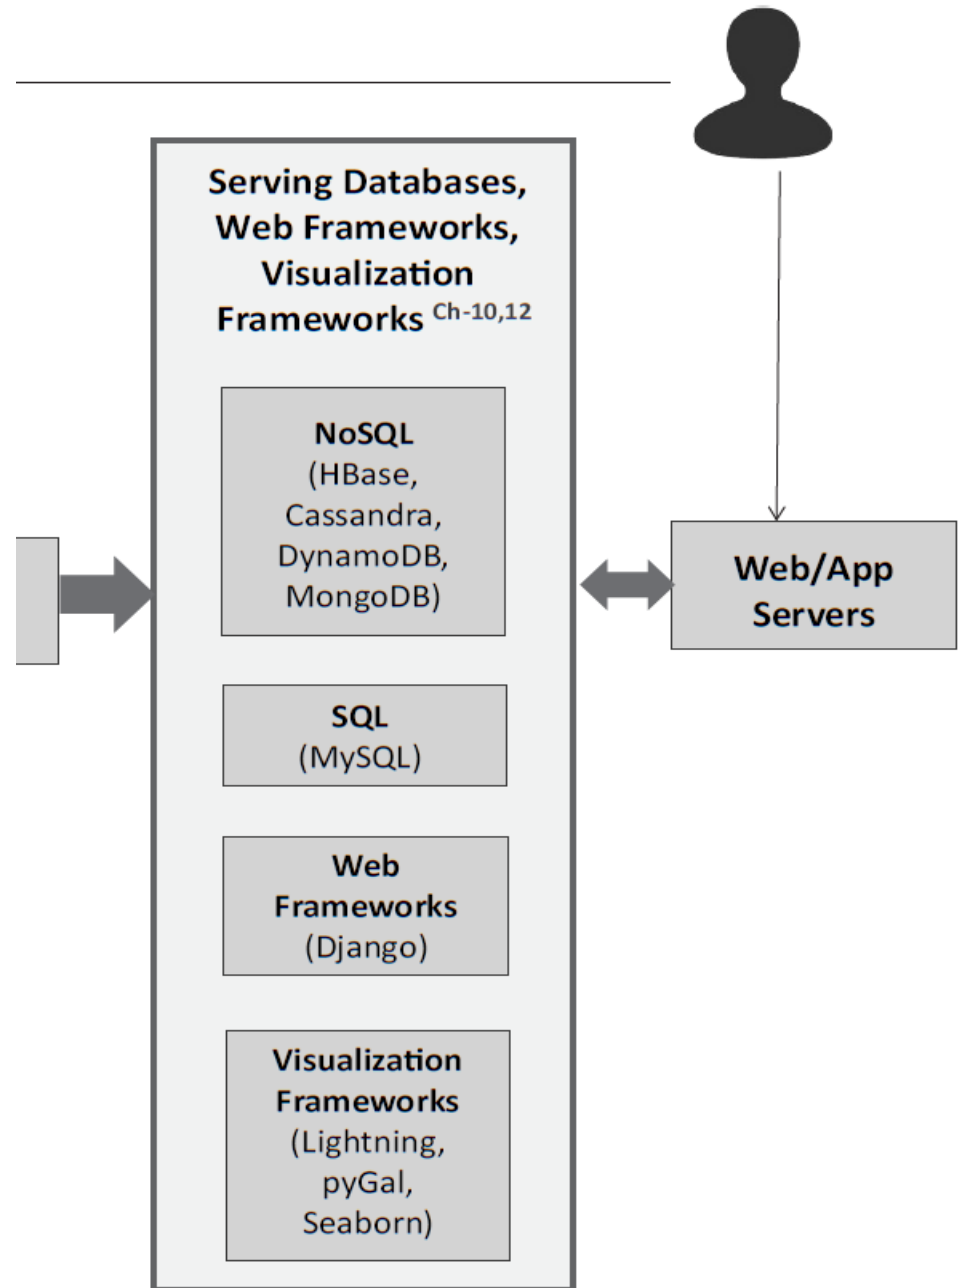 Serving Databases,
Web Frameworks,
Visualization
Frameworks Ch-10,12
NoSQL
(HBase,
Cassandra,
DynamoDB,
MongoDB)
Web/App
Servers
SQL
(MySQL)
Web
Frameworks
(Django)
Visualization
Frameworks
(Lightning,
pyGal,
Seaborn)